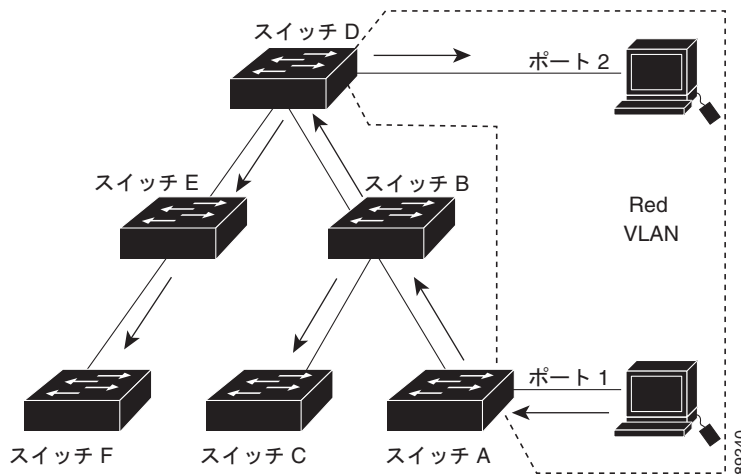 スイッチ D
ポート 2
スイッチ E
スイッチ B
Red
VLAN
ポート 1
スイッチ F
スイッチ C
スイッチ A
89240